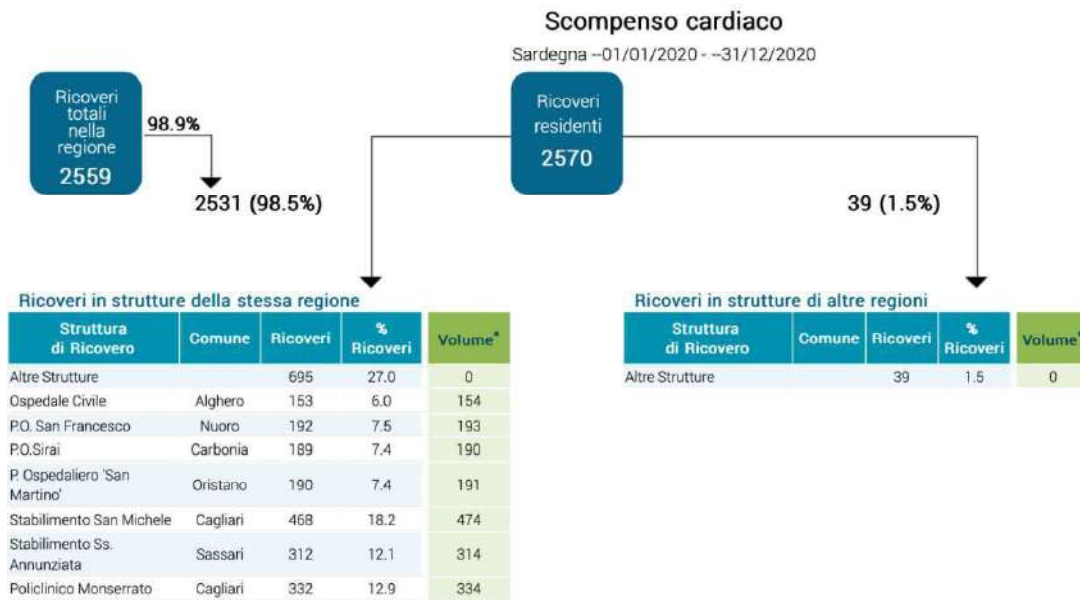 Scompenso cardiaco
Sardegna --01/01/2020 - --31/12/2020
Ricoveri
totali
nella
regione
2559
98.9%
2531 (98.5%)
Ricoveri
residenti
2570
39 (1.5%)
Ricoveri in strutture della stessa regione
Struttura di Ricovero Comune Ricoveri % Ricoveri Volume*
Altre Strutture 695 27.0 0
Ospedale Civile Alghero 153 6.0 154
P.O. San Francesco Nuoro 192 7.5 193
P.O.Sirai Carbonia 189 7.4 190
P. Ospedaliero 'San Martino' Oristano 190 7.4 191
Stabilimento San Michele Cagliari 468 18.2 474
Stabilimento Ss. Annunziata Sassari 312 12.1 314
Policlinico Monserrato Cagliari 332 12.9 334
Ricoveri in strutture di altre regioni
Struttura di Ricovero Comune Ricoveri % Ricoveri Volume*
Altre Strutture 39 1.5 0